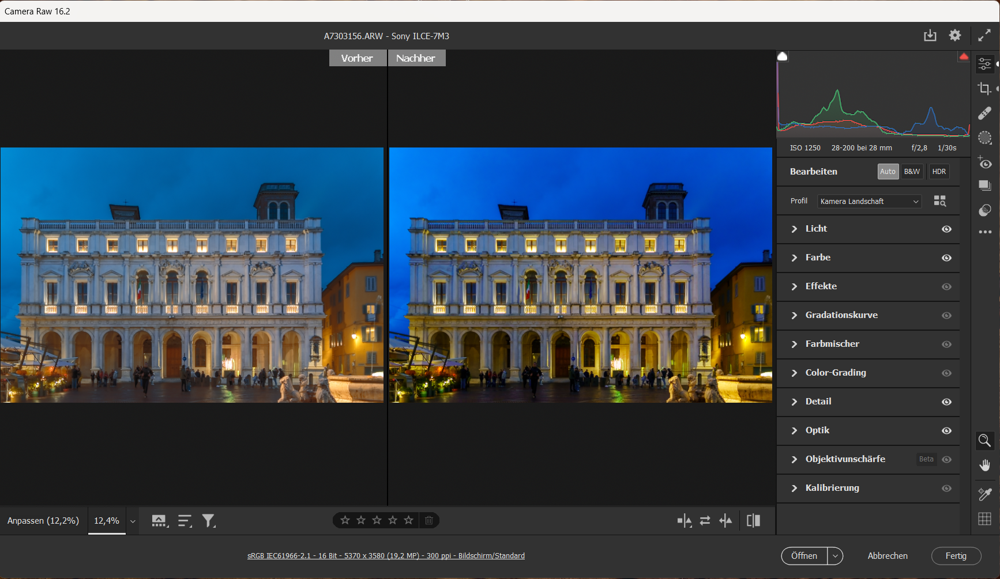 Camera Raw 16.2
A7303156.ARW - Sony ILCE-7M3
Vorher
Nachher
ISO 1250 28-200 bei 28 mm f/2,8 1/30s
Bearbeiten Auto B&W HDR
Profil Kamera Landschaft
Licht
Farbe
Effekte
Gradationskurve
Farbmischer
Color-Grading
Detail
Optik
Objektivunschärfe Beta
Kalibrierung
Anpassen (12,2%) 12,4%
sRGB IEC61966-2.1 - 16 Bit - 5370 x 3580 (19,2 MP) - 300 ppi - Bildschirm/Standard
Öffnen Abbrechen Fertig